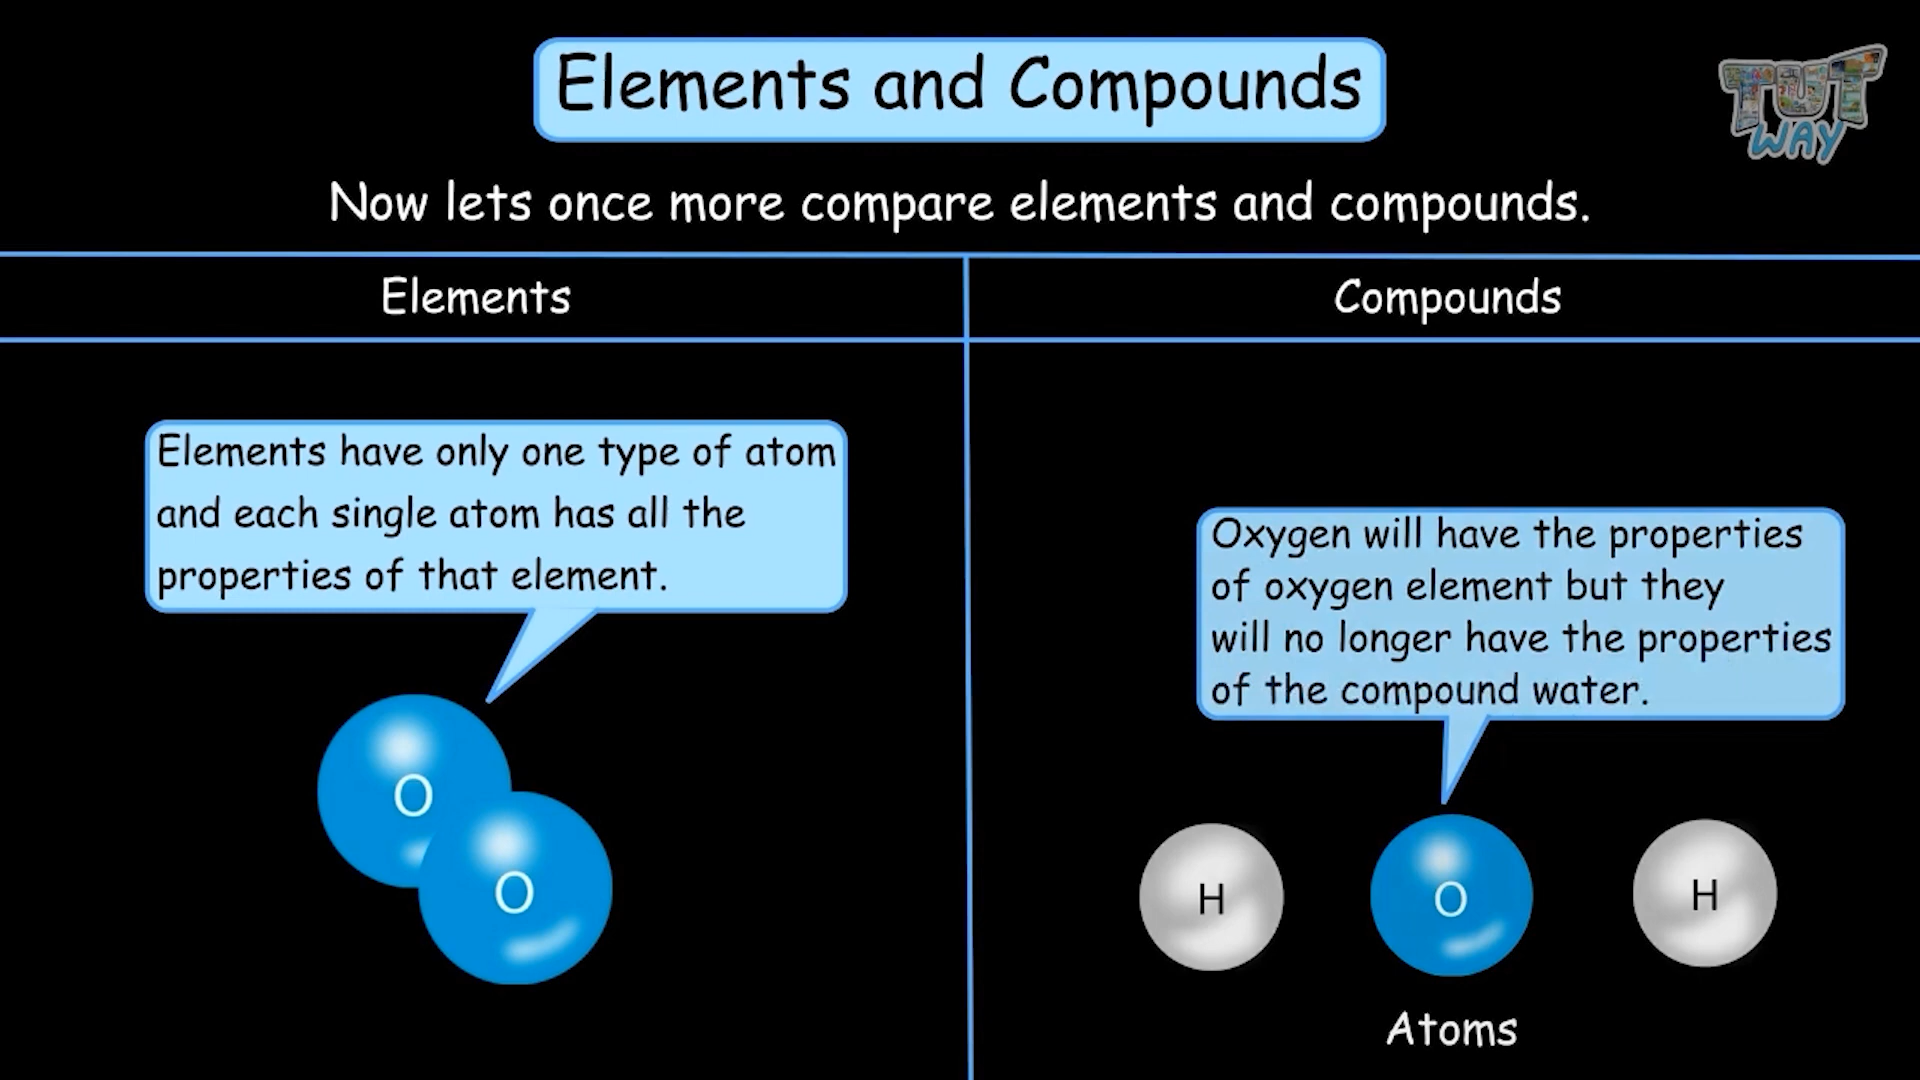 Elements and Compounds
TUT
WAY
Now lets once more compare elements and compounds.
Elements
Compounds
Elements have only one type of atom
and each single atom has all the
properties of that element.
O
O
Oxygen will have the properties
of oxygen element but they
will no longer have the properties
of the compound water.
H
O
H
Atoms